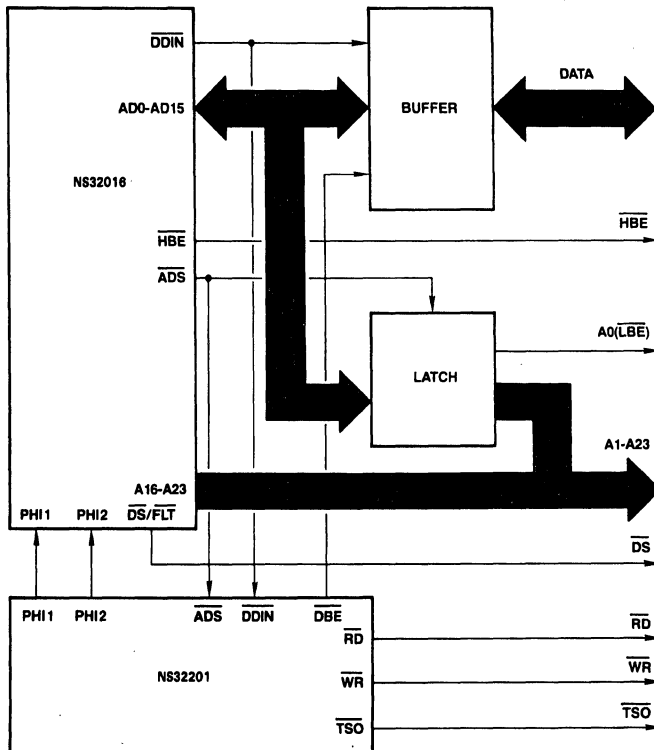 DDIN
DATA
AD0-AD15
BUFFER
NS32016
HBE
HBE
ADS
A0(LBE)
LATCH
A16-A23
A1-A23
PHI1 PHI2 DS/FLT
DS
PHI1 PHI2 ADS DDIN DBE
RD
RD
NS32201
WR
WR
TSO
TSO